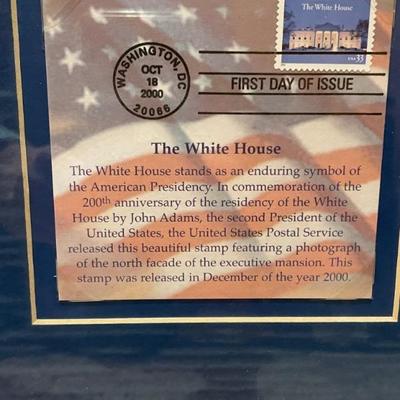 The White House
USA 33
WASHINGTON, DC
OCT
18
2000
20066
FIRST DAY OF ISSUE
The White House
The White House stands as an enduring symbol of
the American Presidency. In commemoration of the
200th anniversary of the residency of the White
House by John Adams, the second President of the
United States, the United States Postal Service
released this beautiful stamp featuring a photograph
of the north facade of the executive mansion. This
stamp was released in December of the year 2000.